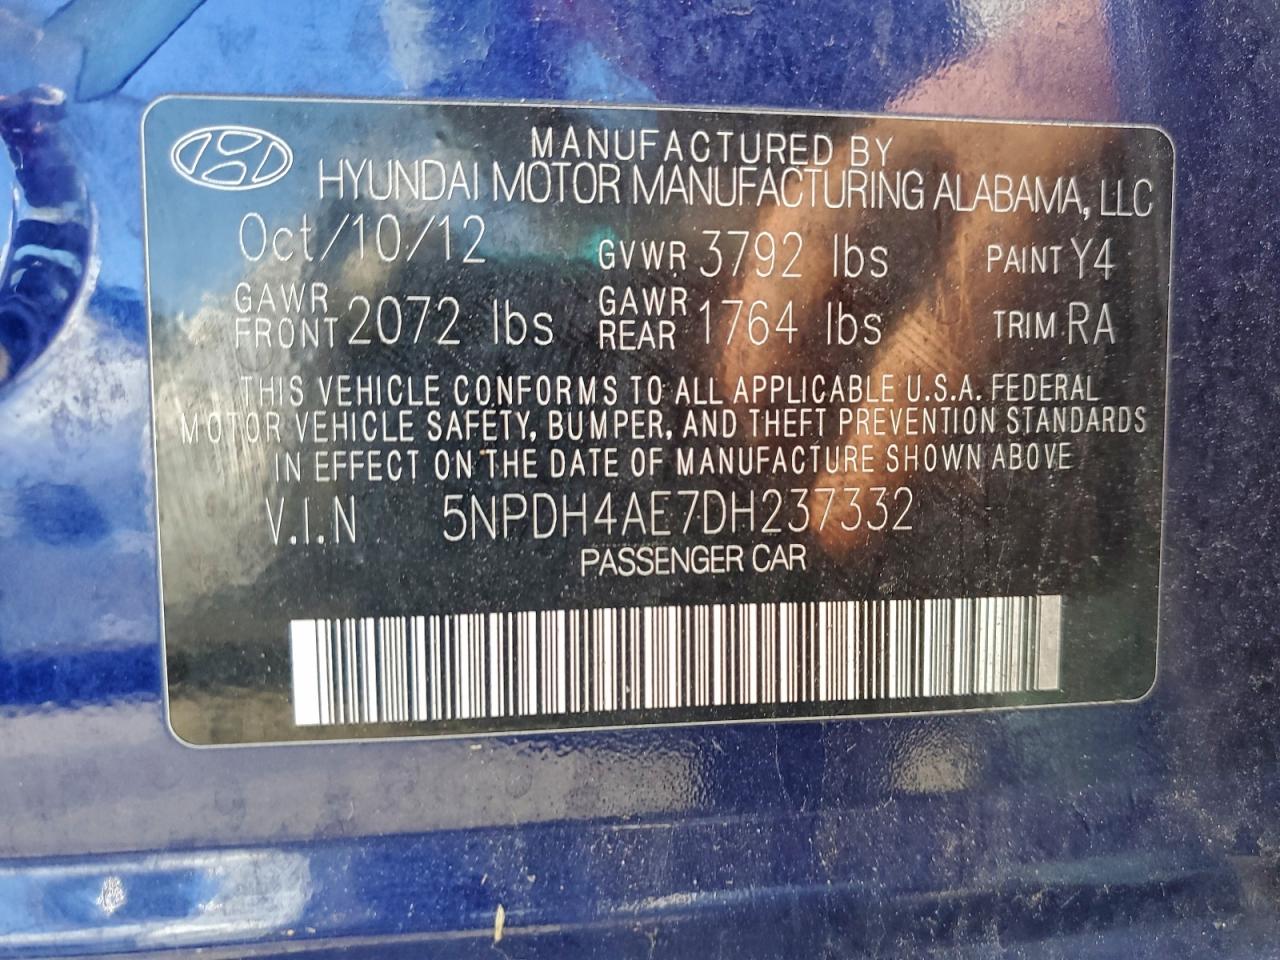 MANUFACTURED BY
HYUNDAI MOTOR MANUFACTURING ALABAMA, LLC
Oct/10/12 GVWR 3792 lbs PAINT Y4
GAWR FRONT 2072 lbs GAWR REAR 1764 lbs TRIM RA
THIS VEHICLE CONFORMS TO ALL APPLICABLE U.S.A. FEDERAL
MOTOR VEHICLE SAFETY, BUMPER, AND THEFT PREVENTION STANDARDS
IN EFFECT ON THE DATE OF MANUFACTURE SHOWN ABOVE
V.I.N 5NPDH4AE7DH237332
PASSENGER CAR